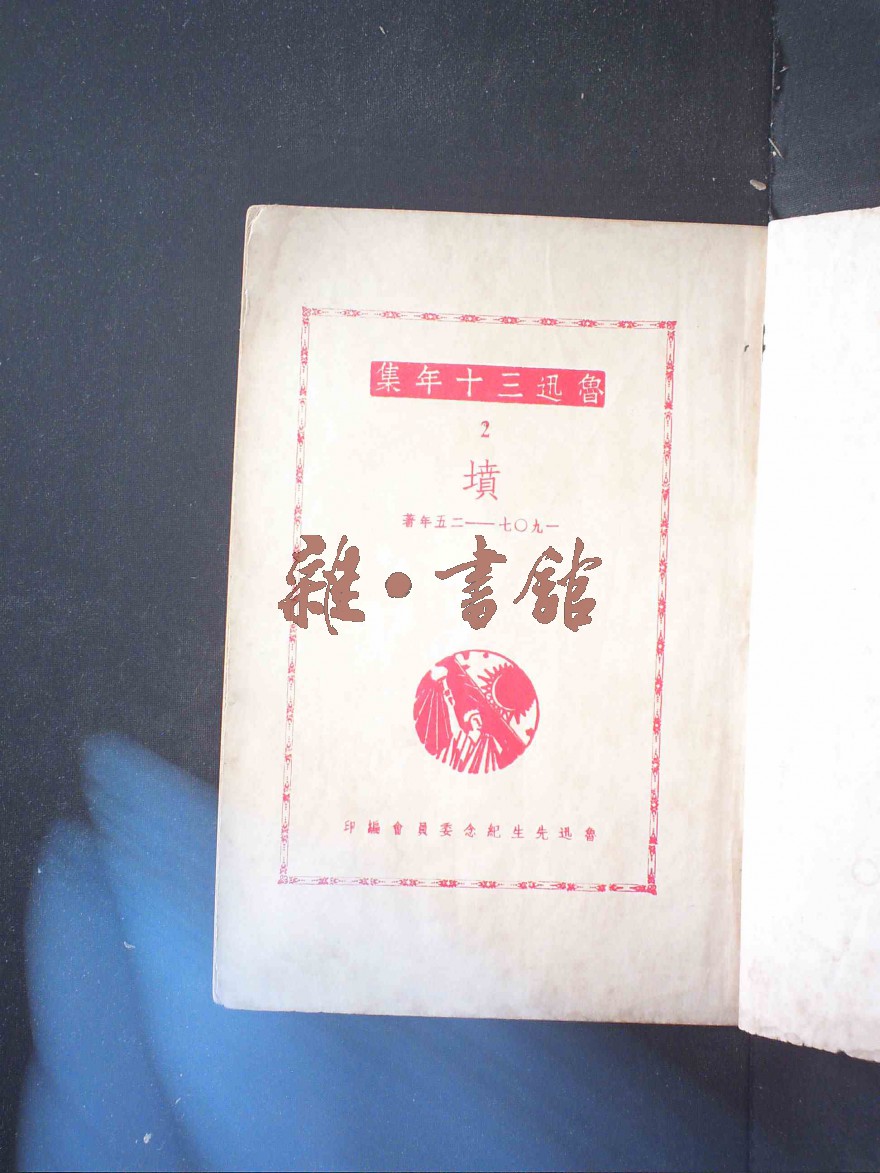 魯迅三十年集
2
墳
一九〇七——二五年著
雜·書館
魯迅先生紀念委員會編印